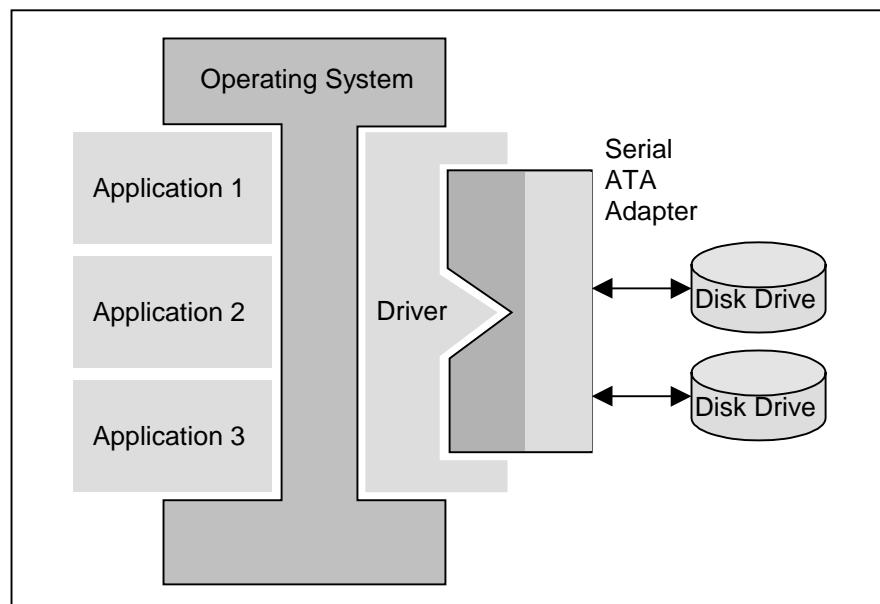 Operating System
Application 1
Application 2
Application 3
Driver
Serial
ATA
Adapter
Disk Drive
Disk Drive